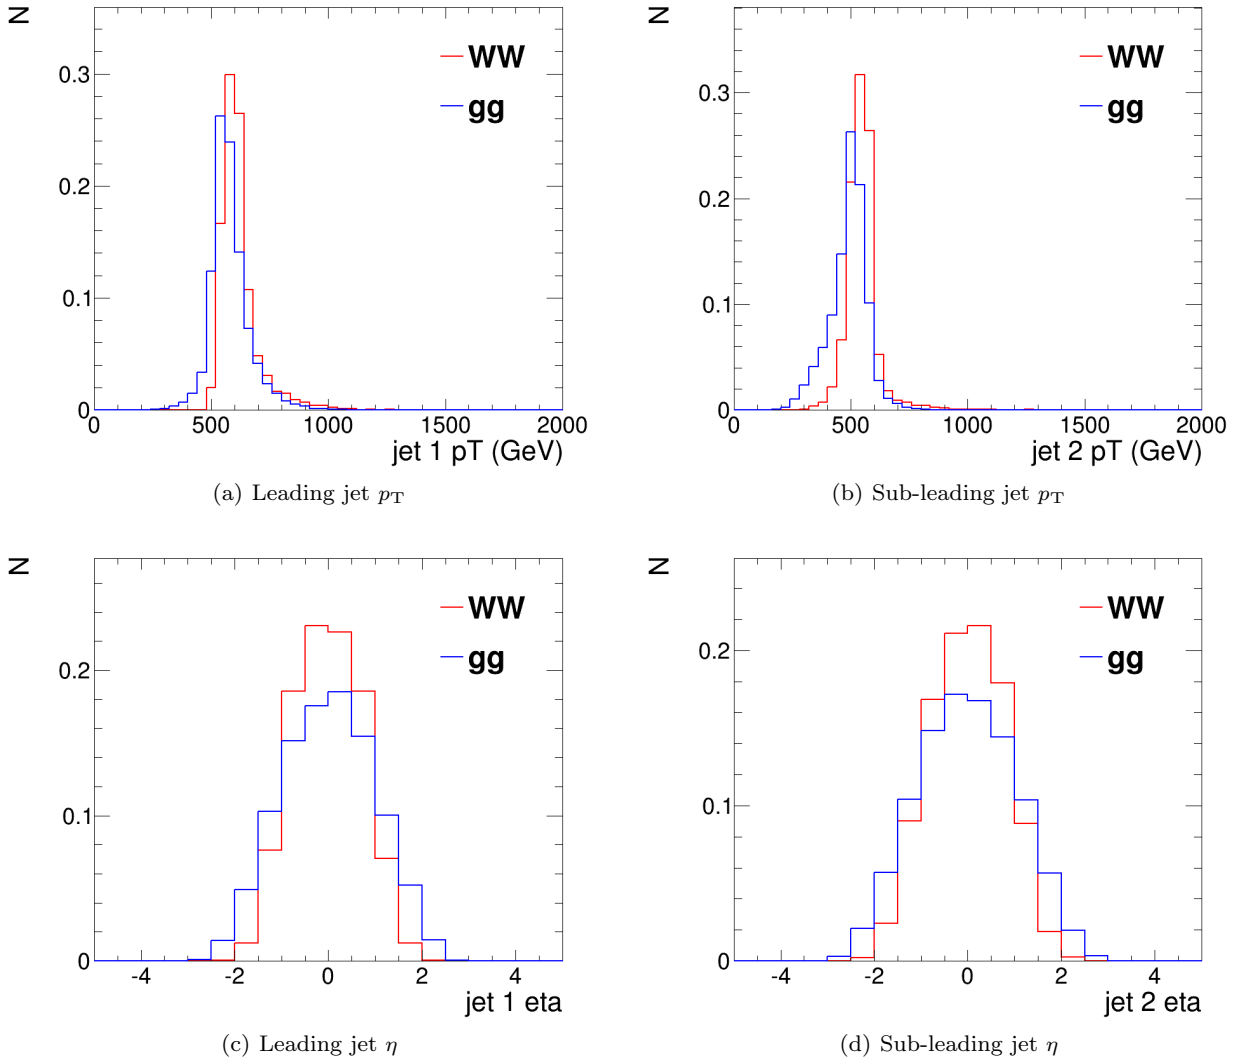 N
WW
gg
0.3
0.2
0.1
0
0 500 1000 1500 2000
jet 1 pT (GeV)
(a) Leading jet pT
N
WW
gg
0.3
0.2
0.1
0
0 500 1000 1500 2000
jet 2 pT (GeV)
(b) Sub-leading jet pT
N
WW
gg
0.2
0.1
0
-4 -2 0 2 4
jet 1 eta
(c) Leading jet η
N
WW
gg
0.2
0.1
0
-4 -2 0 2 4
jet 2 eta
(d) Sub-leading jet η